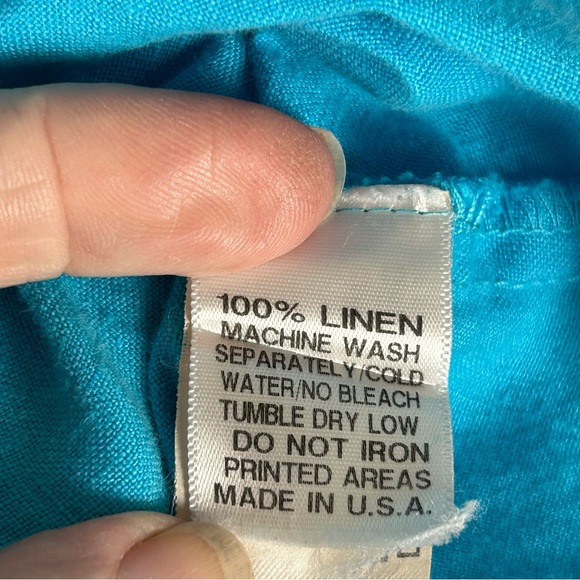 100% LINEN
MACHINE WASH
SEPARATELY/COLD
WATER/NO BLEACH
TUMBLE DRY LOW
DO NOT IRON
PRINTED AREAS
MADE IN U.S.A.